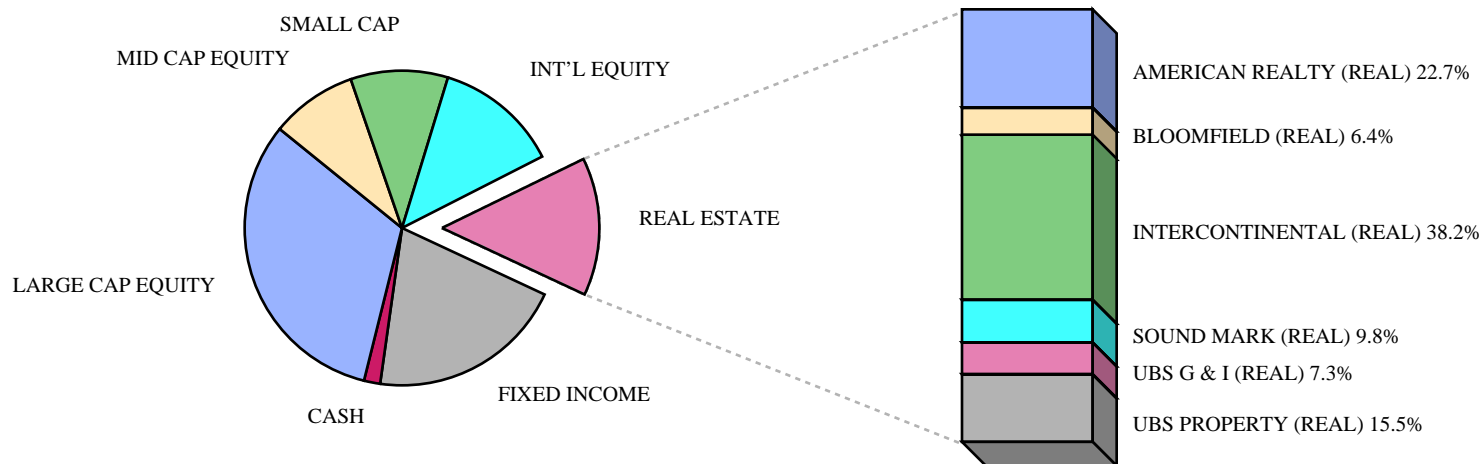 SMALL CAP
MID CAP EQUITY
INT'L EQUITY
REAL ESTATE
LARGE CAP EQUITY
FIXED INCOME
CASH
AMERICAN REALTY (REAL) 22.7%
BLOOMFIELD (REAL) 6.4%
INTERCONTINENTAL (REAL) 38.2%
SOUND MARK (REAL) 9.8%
UBS G & I (REAL) 7.3%
UBS PROPERTY (REAL) 15.5%